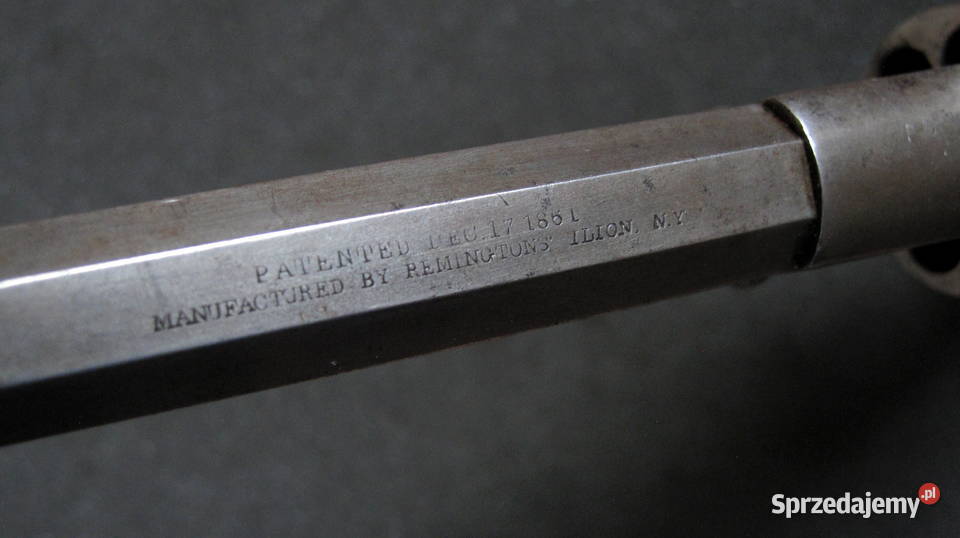 PATENTED DEC. 17 1861
MANUFACTURED BY REMINGTONS' ILION, N.Y
Sprzedajemy.pl